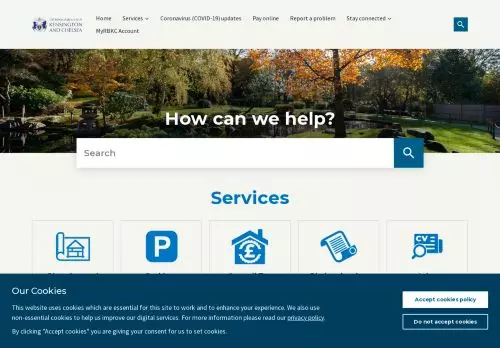 THE ROYAL BOROUGH OF
KENSINGTON
AND CHELSEA
Home
Services
Coronavirus (COVID-19) updates
Pay online
Report a problem
Stay connected
MyRBKC Account
How can we help?
Search
Services
P
£
CV
Our Cookies
This website uses cookies which are essential for this site to work and to enhance your experience. We also use
non-essential cookies to help us improve our digital services. For more information please read our privacy policy.
By clicking "Accept cookies" you are giving your consent for us to set cookies.
Accept cookies policy
Do not accept cookies